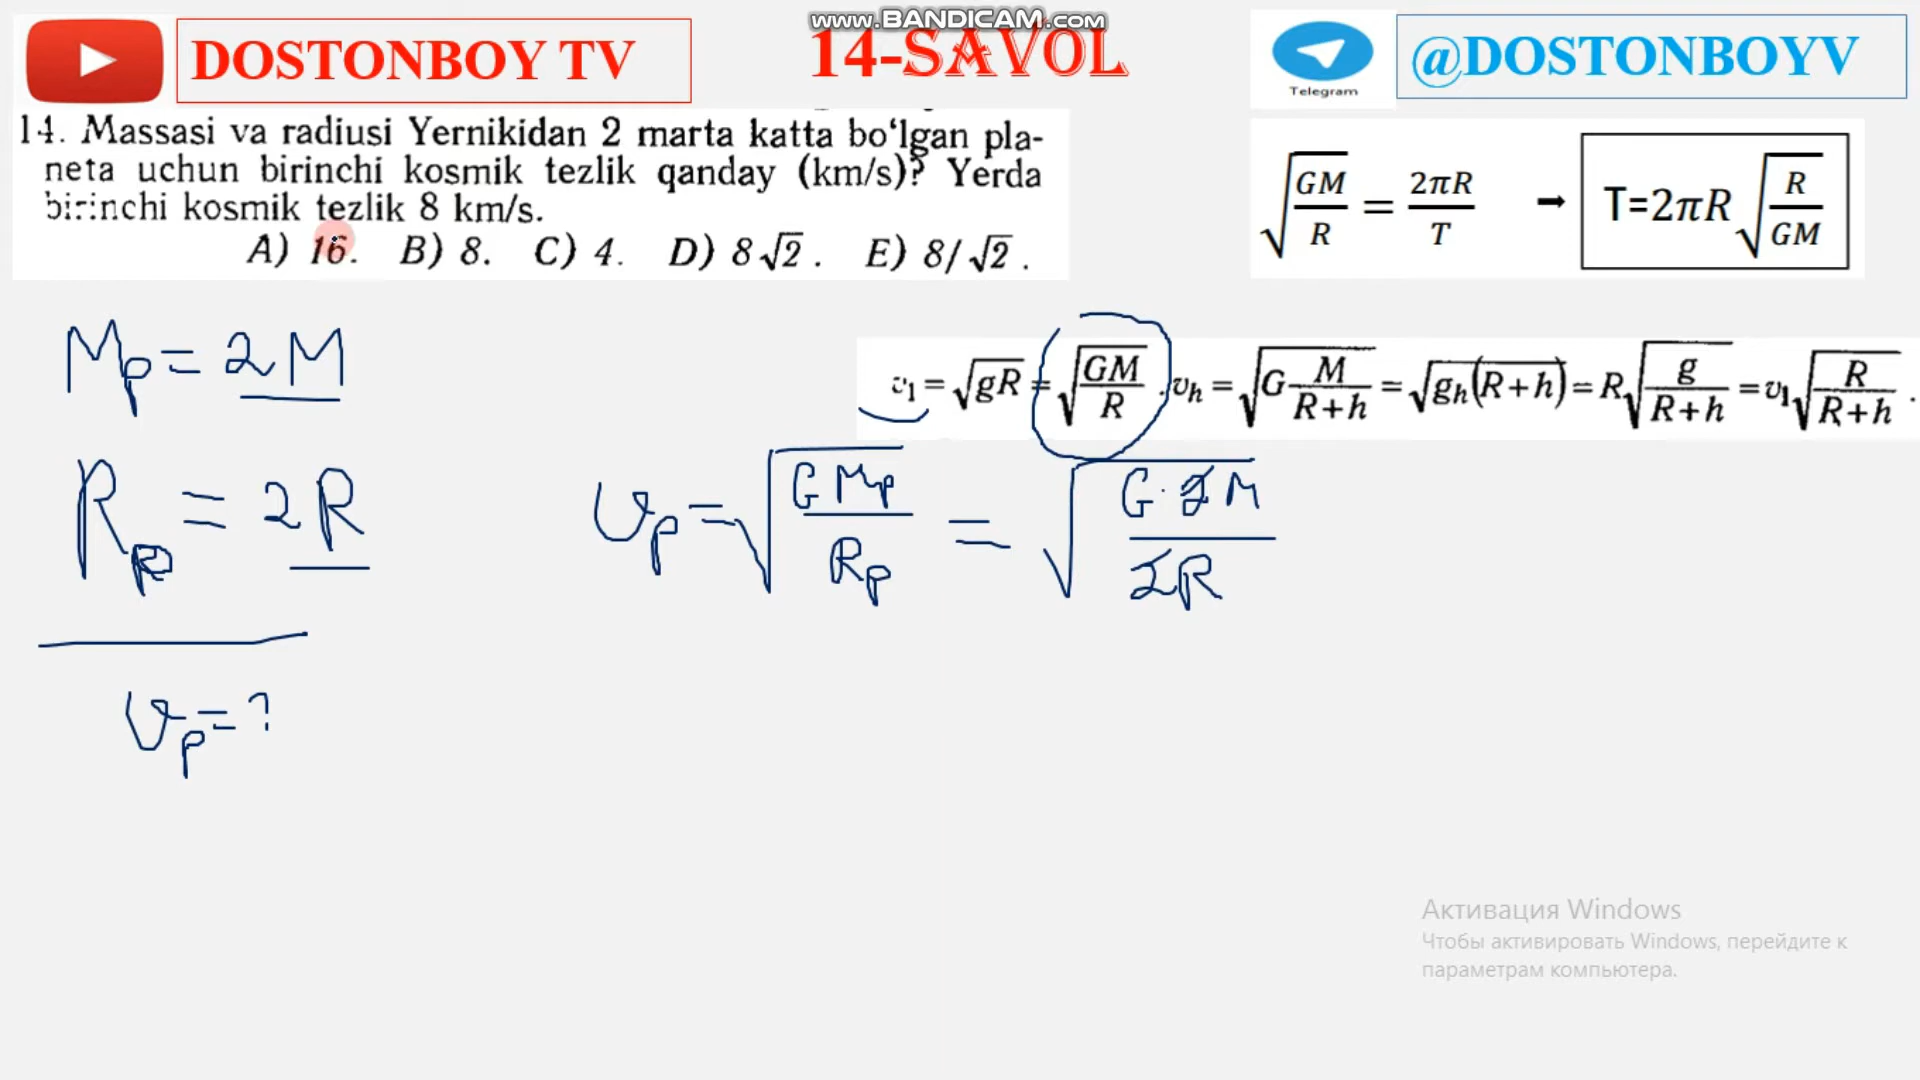 www.BANDICAM.com
DOSTONBOY TV
14-SAVOL
Telegram
@DOSTONBOYV
14. Massasi va radiusi Yernikidan 2 marta katta bo‘lgan pla-
neta uchun birinchi kosmik tezlik qanday (km/s)? Yerda
birinchi kosmik tezlik 8 km/s.
A) 16. B) 8. C) 4. D) 8√2. E) 8/√2.
√(GM/R) = 2πR/T → T=2πR√(R/GM)
v₁ = √gR = √(GM/R). vₕ = √(G M/(R+h)) = √(gₕ(R+h)) = R√(g/(R+h)) = v₁√(R/(R+h)).
Mₚ = 2M
Rₚ = 2R
υₚ = √(GMₚ/Rₚ) = √(G·2M/2R)
υₚ = ?
Активация Windows
Чтобы активировать Windows, перейдите к
параметрам компьютера.